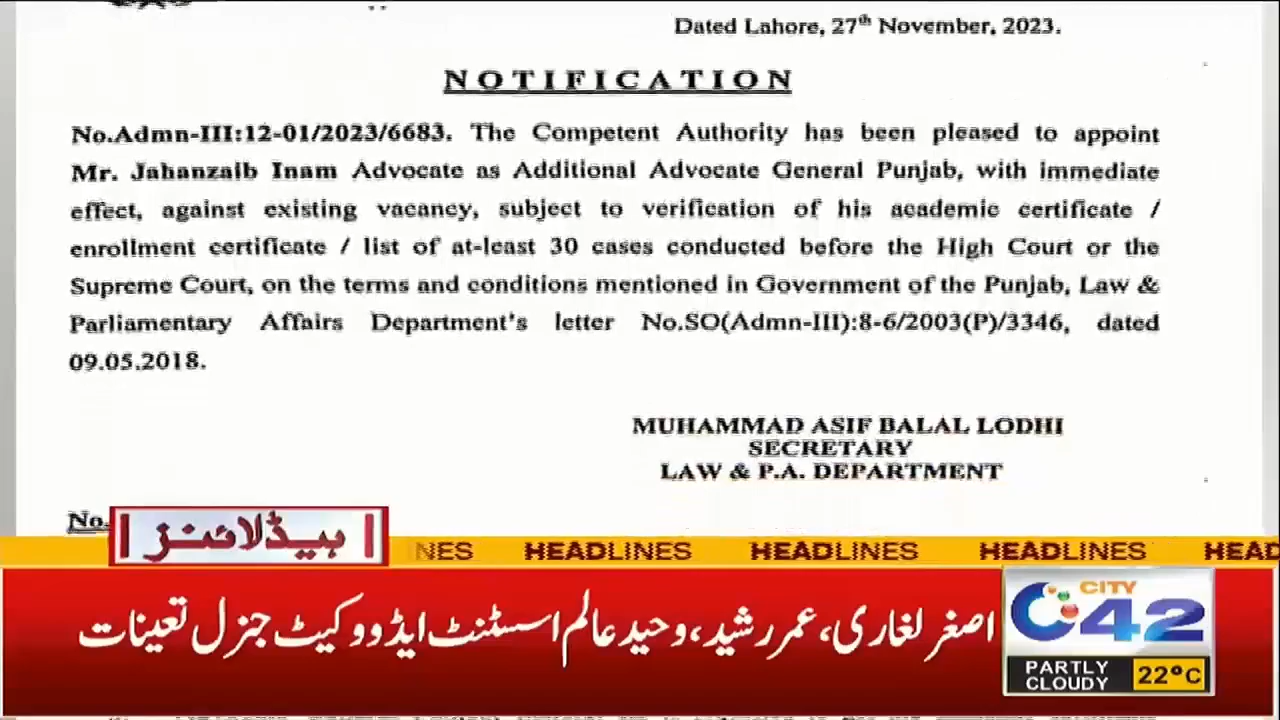 Dated Lahore, 27th November, 2023.
NOTIFICATION
No.Admn-III:12-01/2023/6683. The Competent Authority has been pleased to appoint
Mr. Jahanzaib Inam Advocate as Additional Advocate General Punjab, with immediate
effect, against existing vacancy, subject to verification of his academic certificate /
enrollment certificate / list of at-least 30 cases conducted before the High Court or the
Supreme Court, on the terms and conditions mentioned in Government of the Punjab, Law &
Parliamentary Affairs Department's letter No.SO(Admn-III):8-6/2003(P)/3346, dated
09.05.2018.
MUHAMMAD ASIF BALAL LODHI
SECRETARY
LAW & P.A. DEPARTMENT
No.
ہیڈلائنز
NES HEADLINES HEADLINES HEADLINES HEAD
اصغر لغاری، عمر رشید، وحید عالم اسسٹنٹ ایڈووکیٹ جنرل تعینات
CITY
42
PARTLY
CLOUDY
22°C